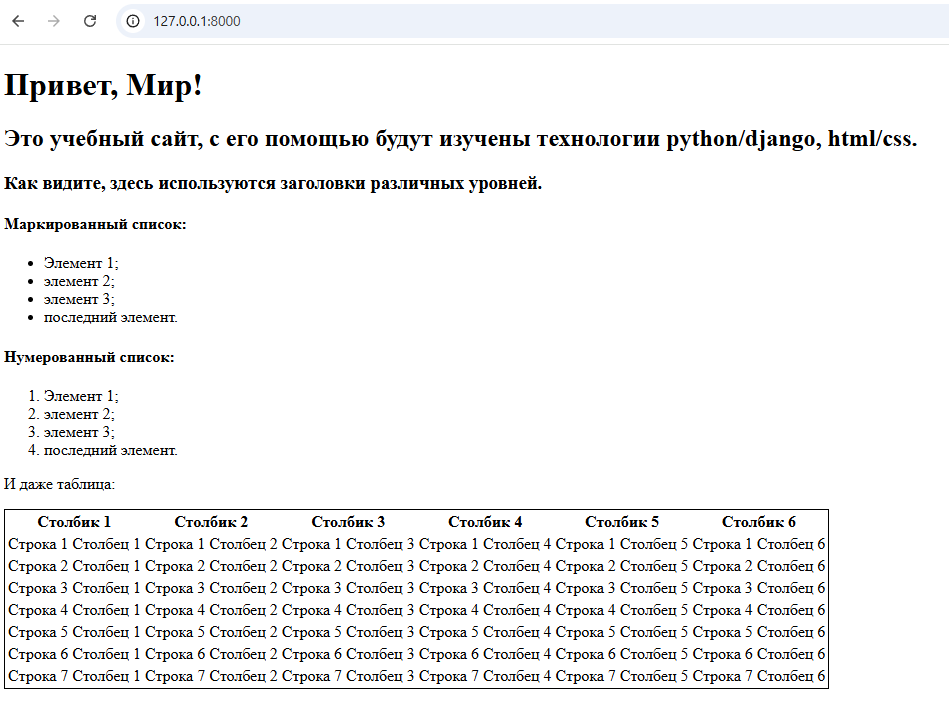 127.0.0.1:8000
Привет, Мир!
Это учебный сайт, с его помощью будут изучены технологии python/django, html/css.
Как видите, здесь используются заголовки различных уровней.
Маркированный список:
• Элемент 1;
• элемент 2;
• элемент 3;
• последний элемент.
Нумерованный список:
1. Элемент 1;
2. элемент 2;
3. элемент 3;
4. последний элемент.
И даже таблица:
Столбик 1 Столбик 2 Столбик 3 Столбик 4 Столбик 5 Столбик 6
Строка 1 Столбец 1 Строка 1 Столбец 2 Строка 1 Столбец 3 Строка 1 Столбец 4 Строка 1 Столбец 5 Строка 1 Столбец 6
Строка 2 Столбец 1 Строка 2 Столбец 2 Строка 2 Столбец 3 Строка 2 Столбец 4 Строка 2 Столбец 5 Строка 2 Столбец 6
Строка 3 Столбец 1 Строка 3 Столбец 2 Строка 3 Столбец 3 Строка 3 Столбец 4 Строка 3 Столбец 5 Строка 3 Столбец 6
Строка 4 Столбец 1 Строка 4 Столбец 2 Строка 4 Столбец 3 Строка 4 Столбец 4 Строка 4 Столбец 5 Строка 4 Столбец 6
Строка 5 Столбец 1 Строка 5 Столбец 2 Строка 5 Столбец 3 Строка 5 Столбец 4 Строка 5 Столбец 5 Строка 5 Столбец 6
Строка 6 Столбец 1 Строка 6 Столбец 2 Строка 6 Столбец 3 Строка 6 Столбец 4 Строка 6 Столбец 5 Строка 6 Столбец 6
Строка 7 Столбец 1 Строка 7 Столбец 2 Строка 7 Столбец 3 Строка 7 Столбец 4 Строка 7 Столбец 5 Строка 7 Столбец 6